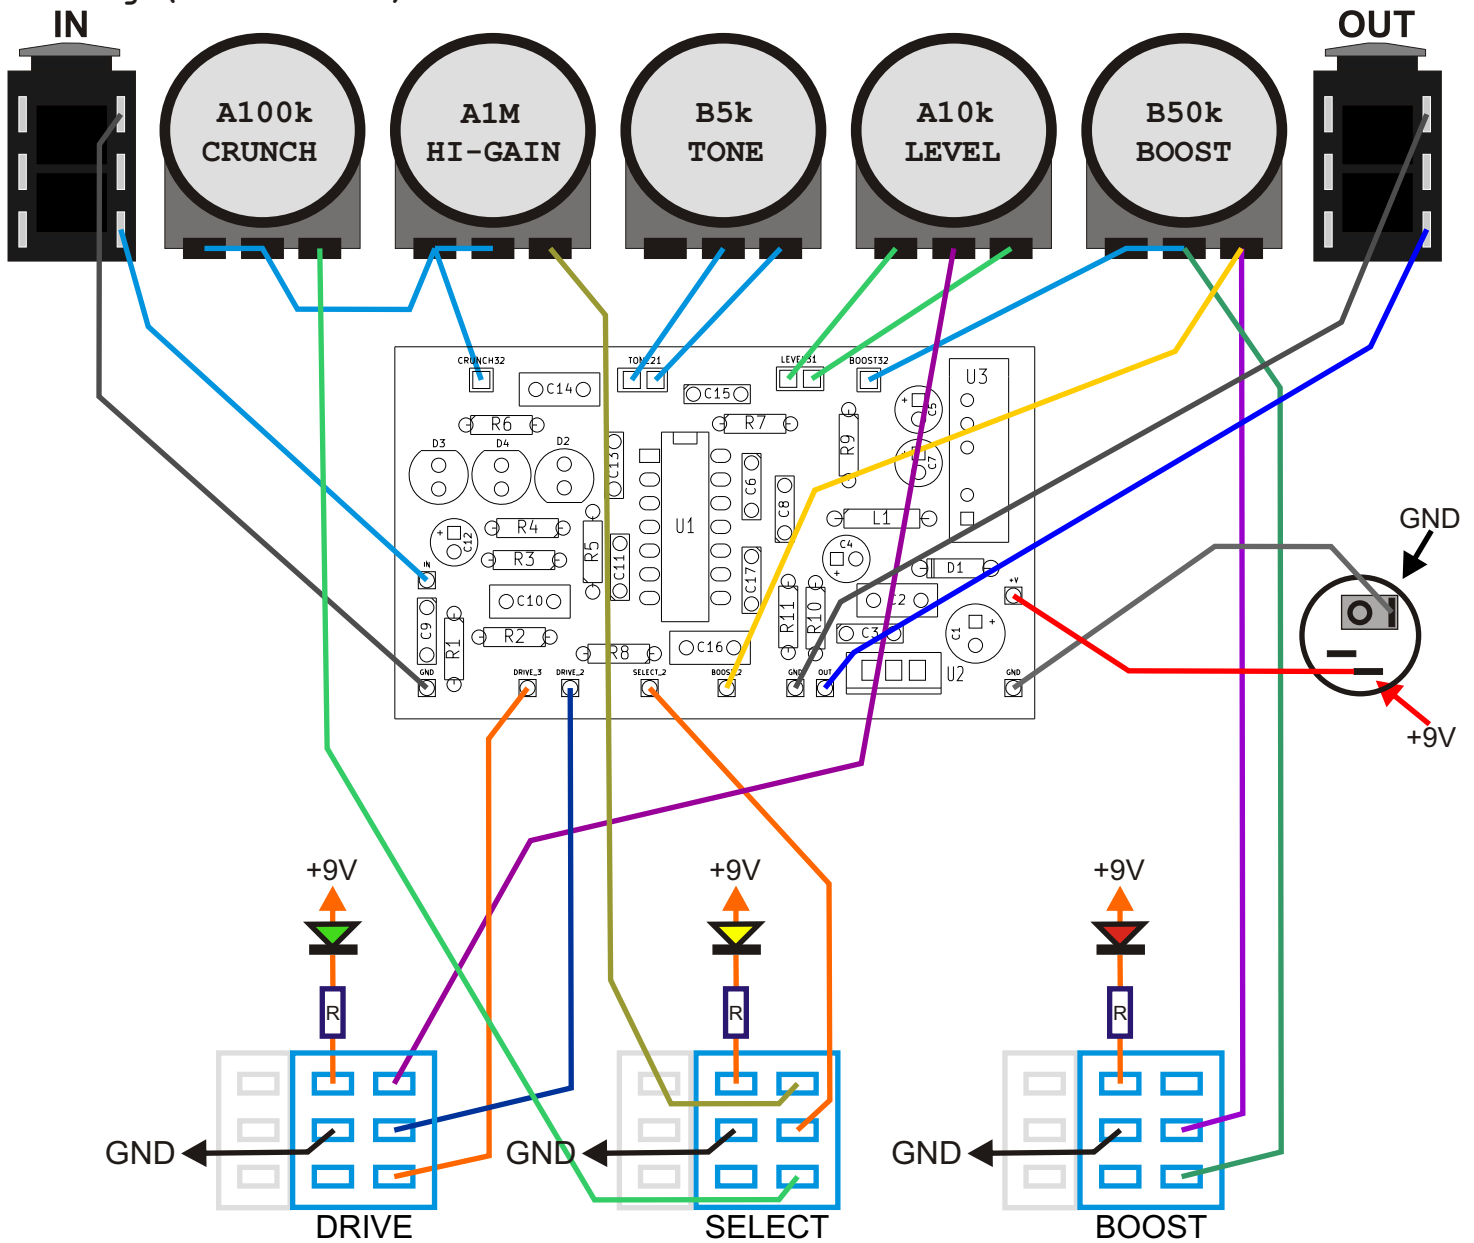 IN
OUT
A100k
CRUNCH
A1M
HI-GAIN
B5k
TONE
A10k
LEVEL
B50k
BOOST
CRUNCH32
TONE21
LEVEL31
BOOST32
U3
C14
C15
C5
R6
R7
R9
D3
D4
D2
C13
C7
C6
C8
U1
L1
R4
C12
R5
C11
C4
R3
C17
D1
GND
IN
+V
C10
C2
C9
R1
R11
R10
C1
R2
C3
R8
C16
U2
GND
DRIVE_3
DRIVE_2
SELECT_2
BOOST_2
GND
OUT
GND
+9V
+9V
+9V
+9V
R
R
R
GND
GND
GND
DRIVE
SELECT
BOOST